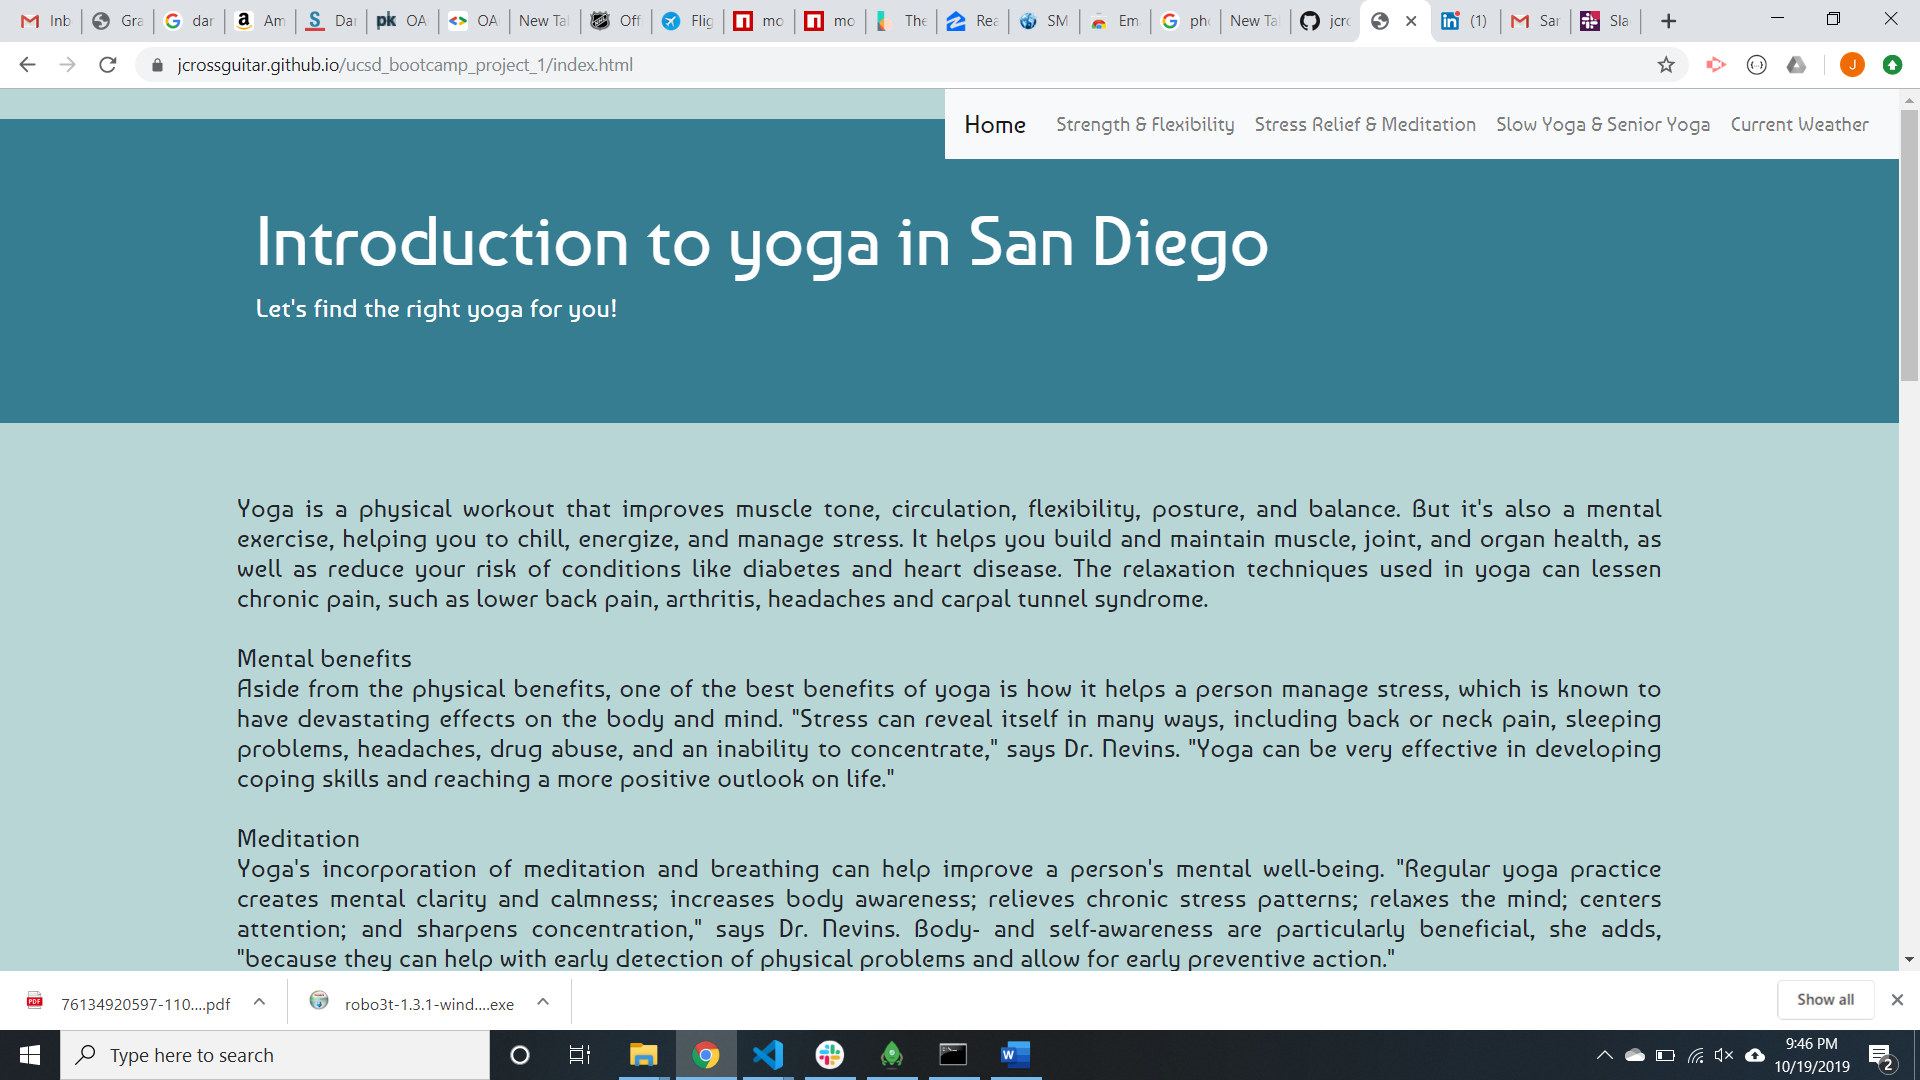 Inb
Gra
dar
Am
Dar
OA
OA
New Tal
Off
Flig
mo
mo
The
Rea
SM
Em
pho
New Tal
jcro
(1)
Sar
Sla
jcrossguitar.github.io/ucsd_bootcamp_project_1/index.html
J
Home Strength & Flexibility Stress Relief & Meditation Slow Yoga & Senior Yoga Current Weather
Introduction to yoga in San Diego
Let's find the right yoga for you!
Yoga is a physical workout that improves muscle tone, circulation, flexibility, posture, and balance. But it's also a mental
exercise, helping you to chill, energize, and manage stress. It helps you build and maintain muscle, joint, and organ health, as
well as reduce your risk of conditions like diabetes and heart disease. The relaxation techniques used in yoga can lessen
chronic pain, such as lower back pain, arthritis, headaches and carpal tunnel syndrome.
Mental benefits
Aside from the physical benefits, one of the best benefits of yoga is how it helps a person manage stress, which is known to
have devastating effects on the body and mind. "Stress can reveal itself in many ways, including back or neck pain, sleeping
problems, headaches, drug abuse, and an inability to concentrate," says Dr. Nevins. "Yoga can be very effective in developing
coping skills and reaching a more positive outlook on life."
Meditation
Yoga's incorporation of meditation and breathing can help improve a person's mental well-being. "Regular yoga practice
creates mental clarity and calmness; increases body awareness; relieves chronic stress patterns; relaxes the mind; centers
attention; and sharpens concentration," says Dr. Nevins. Body- and self-awareness are particularly beneficial, she adds,
"because they can help with early detection of physical problems and allow for early preventive action."
76134920597-110....pdf
robo3t-1.3.1-wind....exe
Show all
Type here to search
9:46 PM
10/19/2019
2